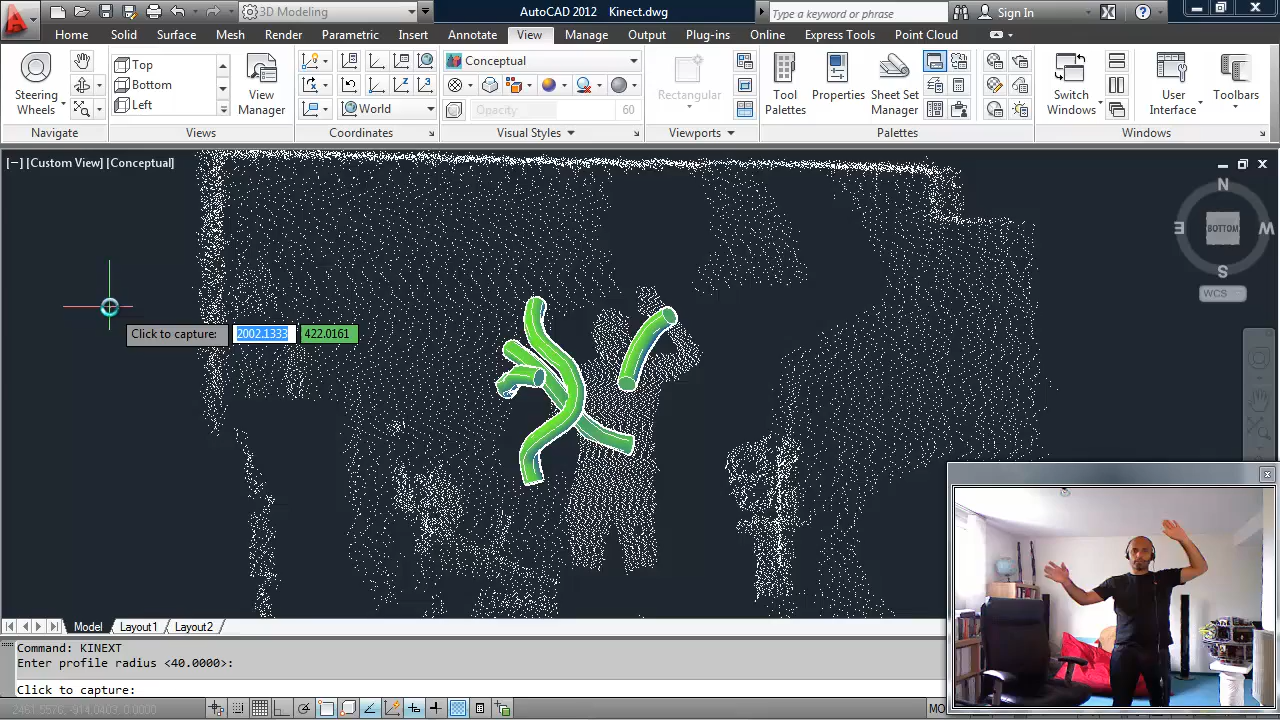 3D Modeling
AutoCAD 2012 Kinect.dwg
Type a keyword or phrase
Sign In
Home Solid Surface Mesh Render Parametric Insert Annotate View Manage Output Plug-ins Online Express Tools Point Cloud
Steering Wheels
Top
Bottom
Left
View Manager
World
Conceptual
Opacity 60
Rectangular
Tool Palettes
Properties
Sheet Set Manager
Switch Windows
User Interface
Toolbars
Navigate Views Coordinates Visual Styles Viewports Palettes Windows
[−] [Custom View] [Conceptual]
N
E BOTTOM W
S
WCS
Click to capture: 2002.1333 422.0161
Model Layout1 Layout2
Command: KINEXT
Enter profile radius <40.0000>:
Click to capture:
MO